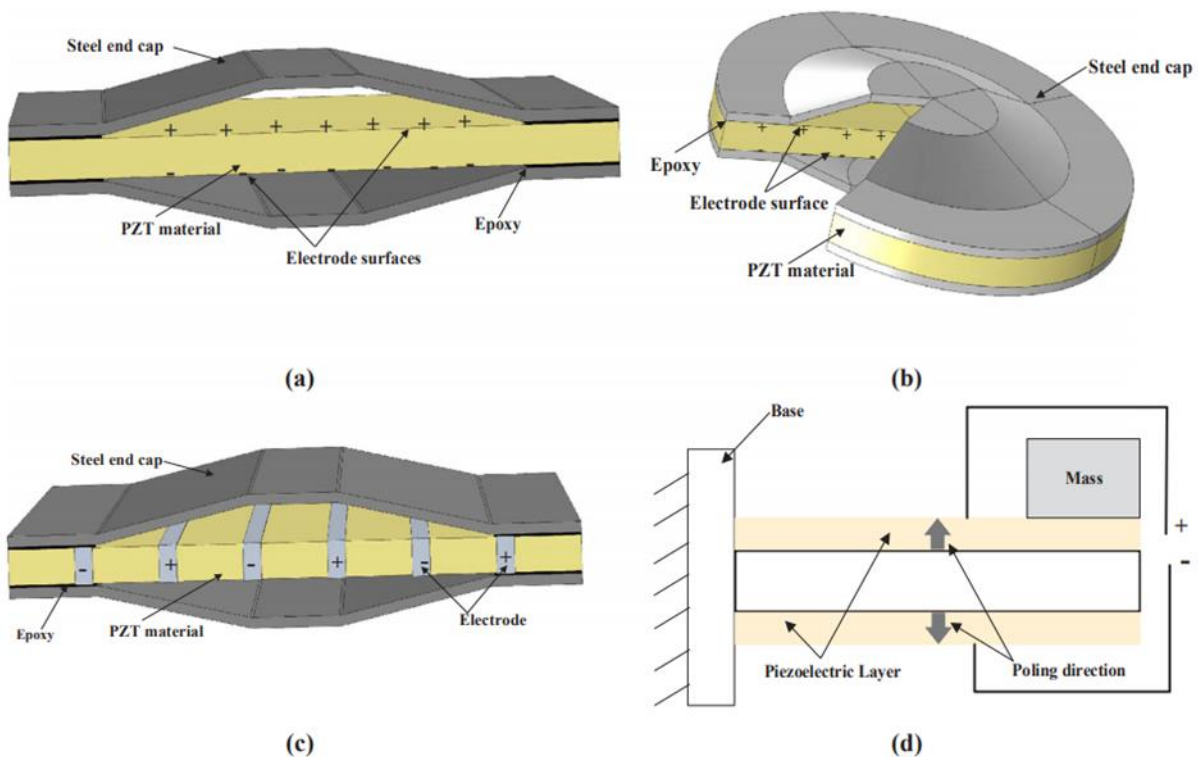 Steel end cap
+ + + + + + +
- - - - - - -
PZT material
Electrode surfaces
Epoxy
(a)
Steel end cap
Epoxy
+ + + +
- - - -
Electrode surface
PZT material
(b)
Steel end cap
- + - + - +
Epoxy
PZT material
Electrode
(c)
Base
Mass
+
-
Piezoelectric Layer
Poling direction
(d)